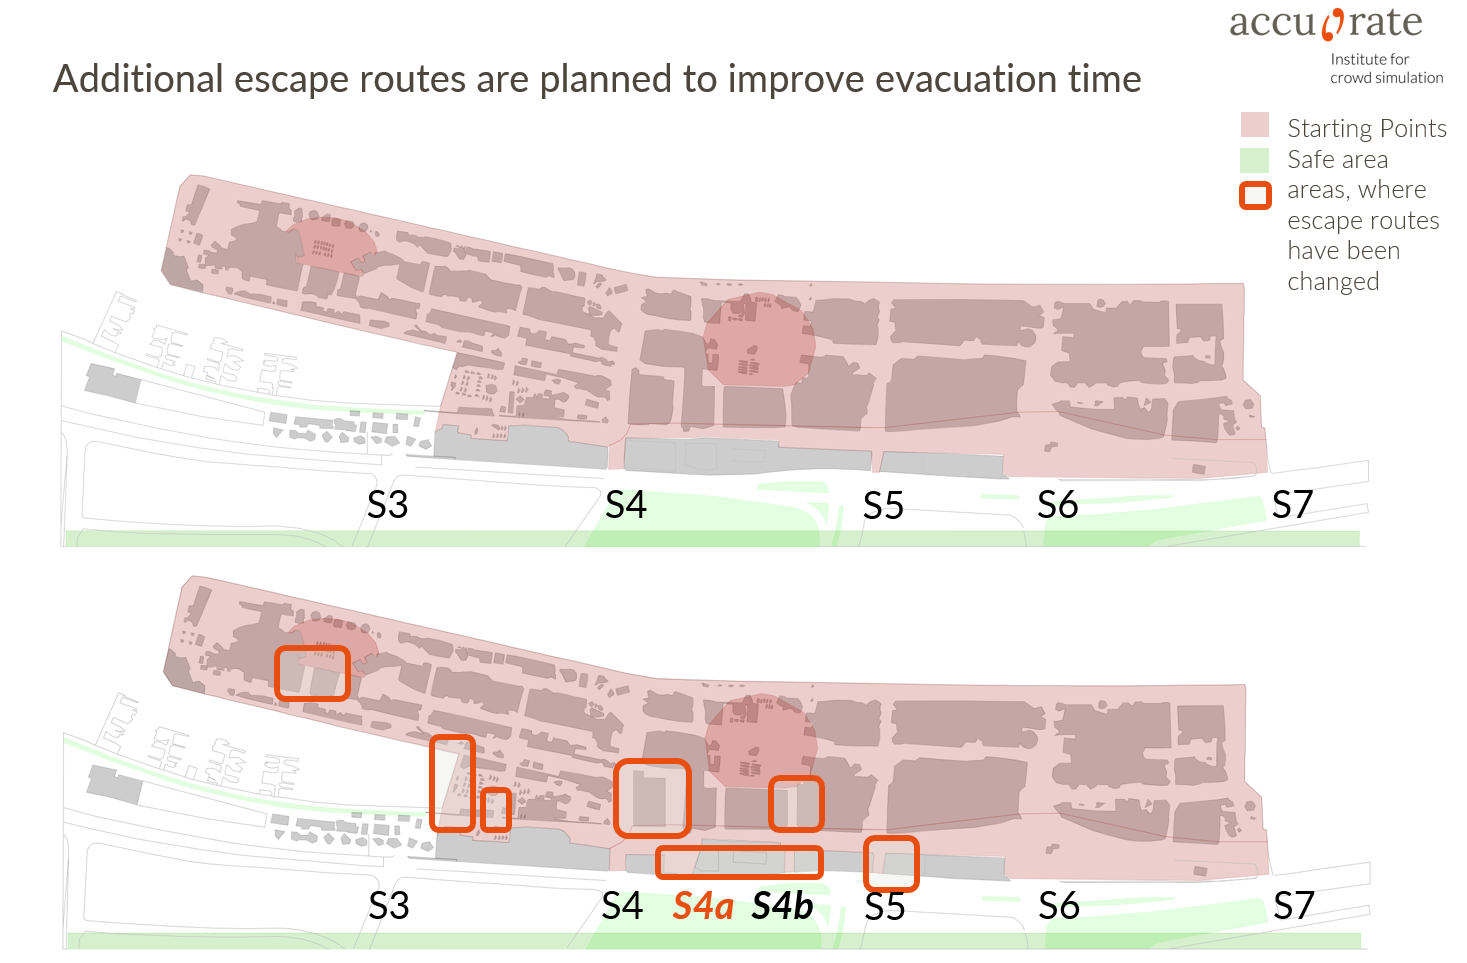 accu rate
Institute for
crowd simulation
Additional escape routes are planned to improve evacuation time
Starting Points
Safe area
areas, where
escape routes
have been
changed
S3 S4 S5 S6 S7
S3 S4 S4a S4b S5 S6 S7